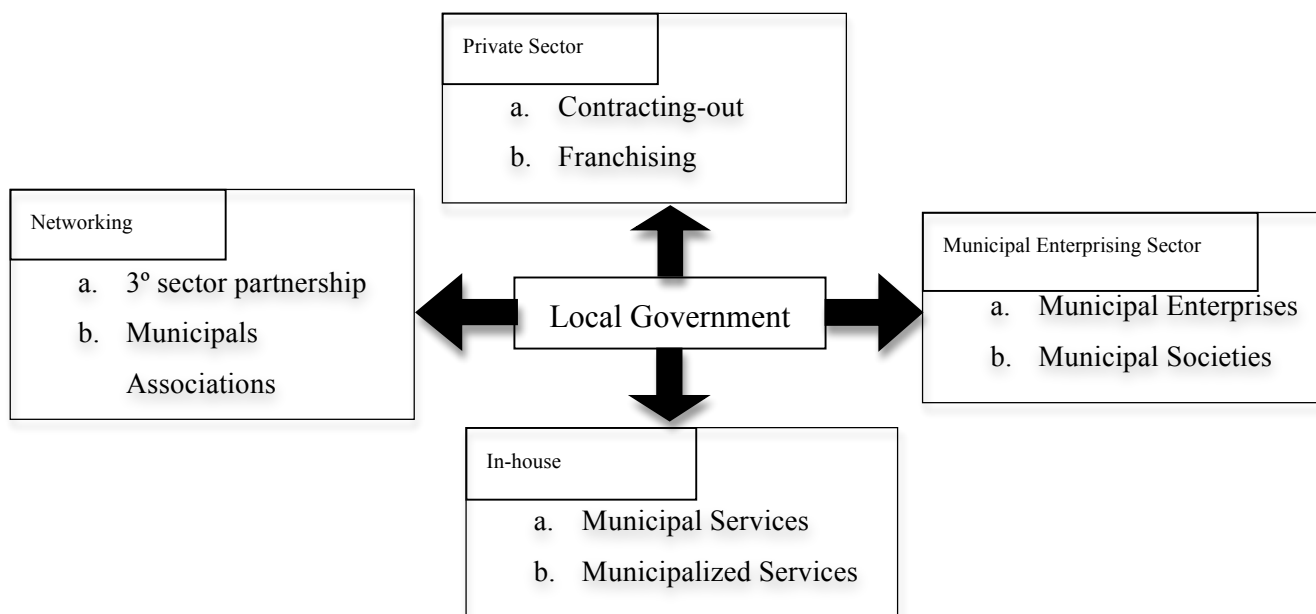 Private Sector
a. Contracting-out
b. Franchising
Networking
a. 3º sector partnership
b. Municipals
Associations
Local Government
Municipal Enterprising Sector
a. Municipal Enterprises
b. Municipal Societies
In-house
a. Municipal Services
b. Municipalized Services